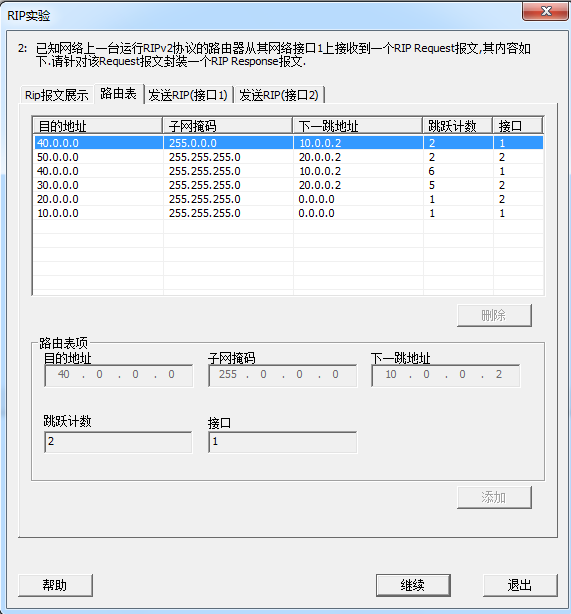 RIP实验
2: 已知网络上一台运行RIPv2协议的路由器从其网络接口1上接收到一个RIP Request报文,其内容如
下.请针对该Request报文封装一个RIP Response报文.
Rip报文展示 路由表 发送RIP(接口1) 发送RIP(接口2)
目的地址 子网掩码 下一跳地址 跳跃计数 接口
40.0.0.0 255.0.0.0 10.0.0.2 2 1
50.0.0.0 255.255.255.0 20.0.0.2 2 2
40.0.0.0 255.255.255.0 10.0.0.2 6 1
30.0.0.0 255.255.255.0 20.0.0.2 5 2
20.0.0.0 255.255.255.0 0.0.0.0 1 2
10.0.0.0 255.255.255.0 0.0.0.0 1 1
删除
路由表项
目的地址 子网掩码 下一跳地址
40 . 0 . 0 . 0 255 . 0 . 0 . 0 10 . 0 . 0 . 2
跳跃计数 接口
2 1
添加
帮助 继续 退出